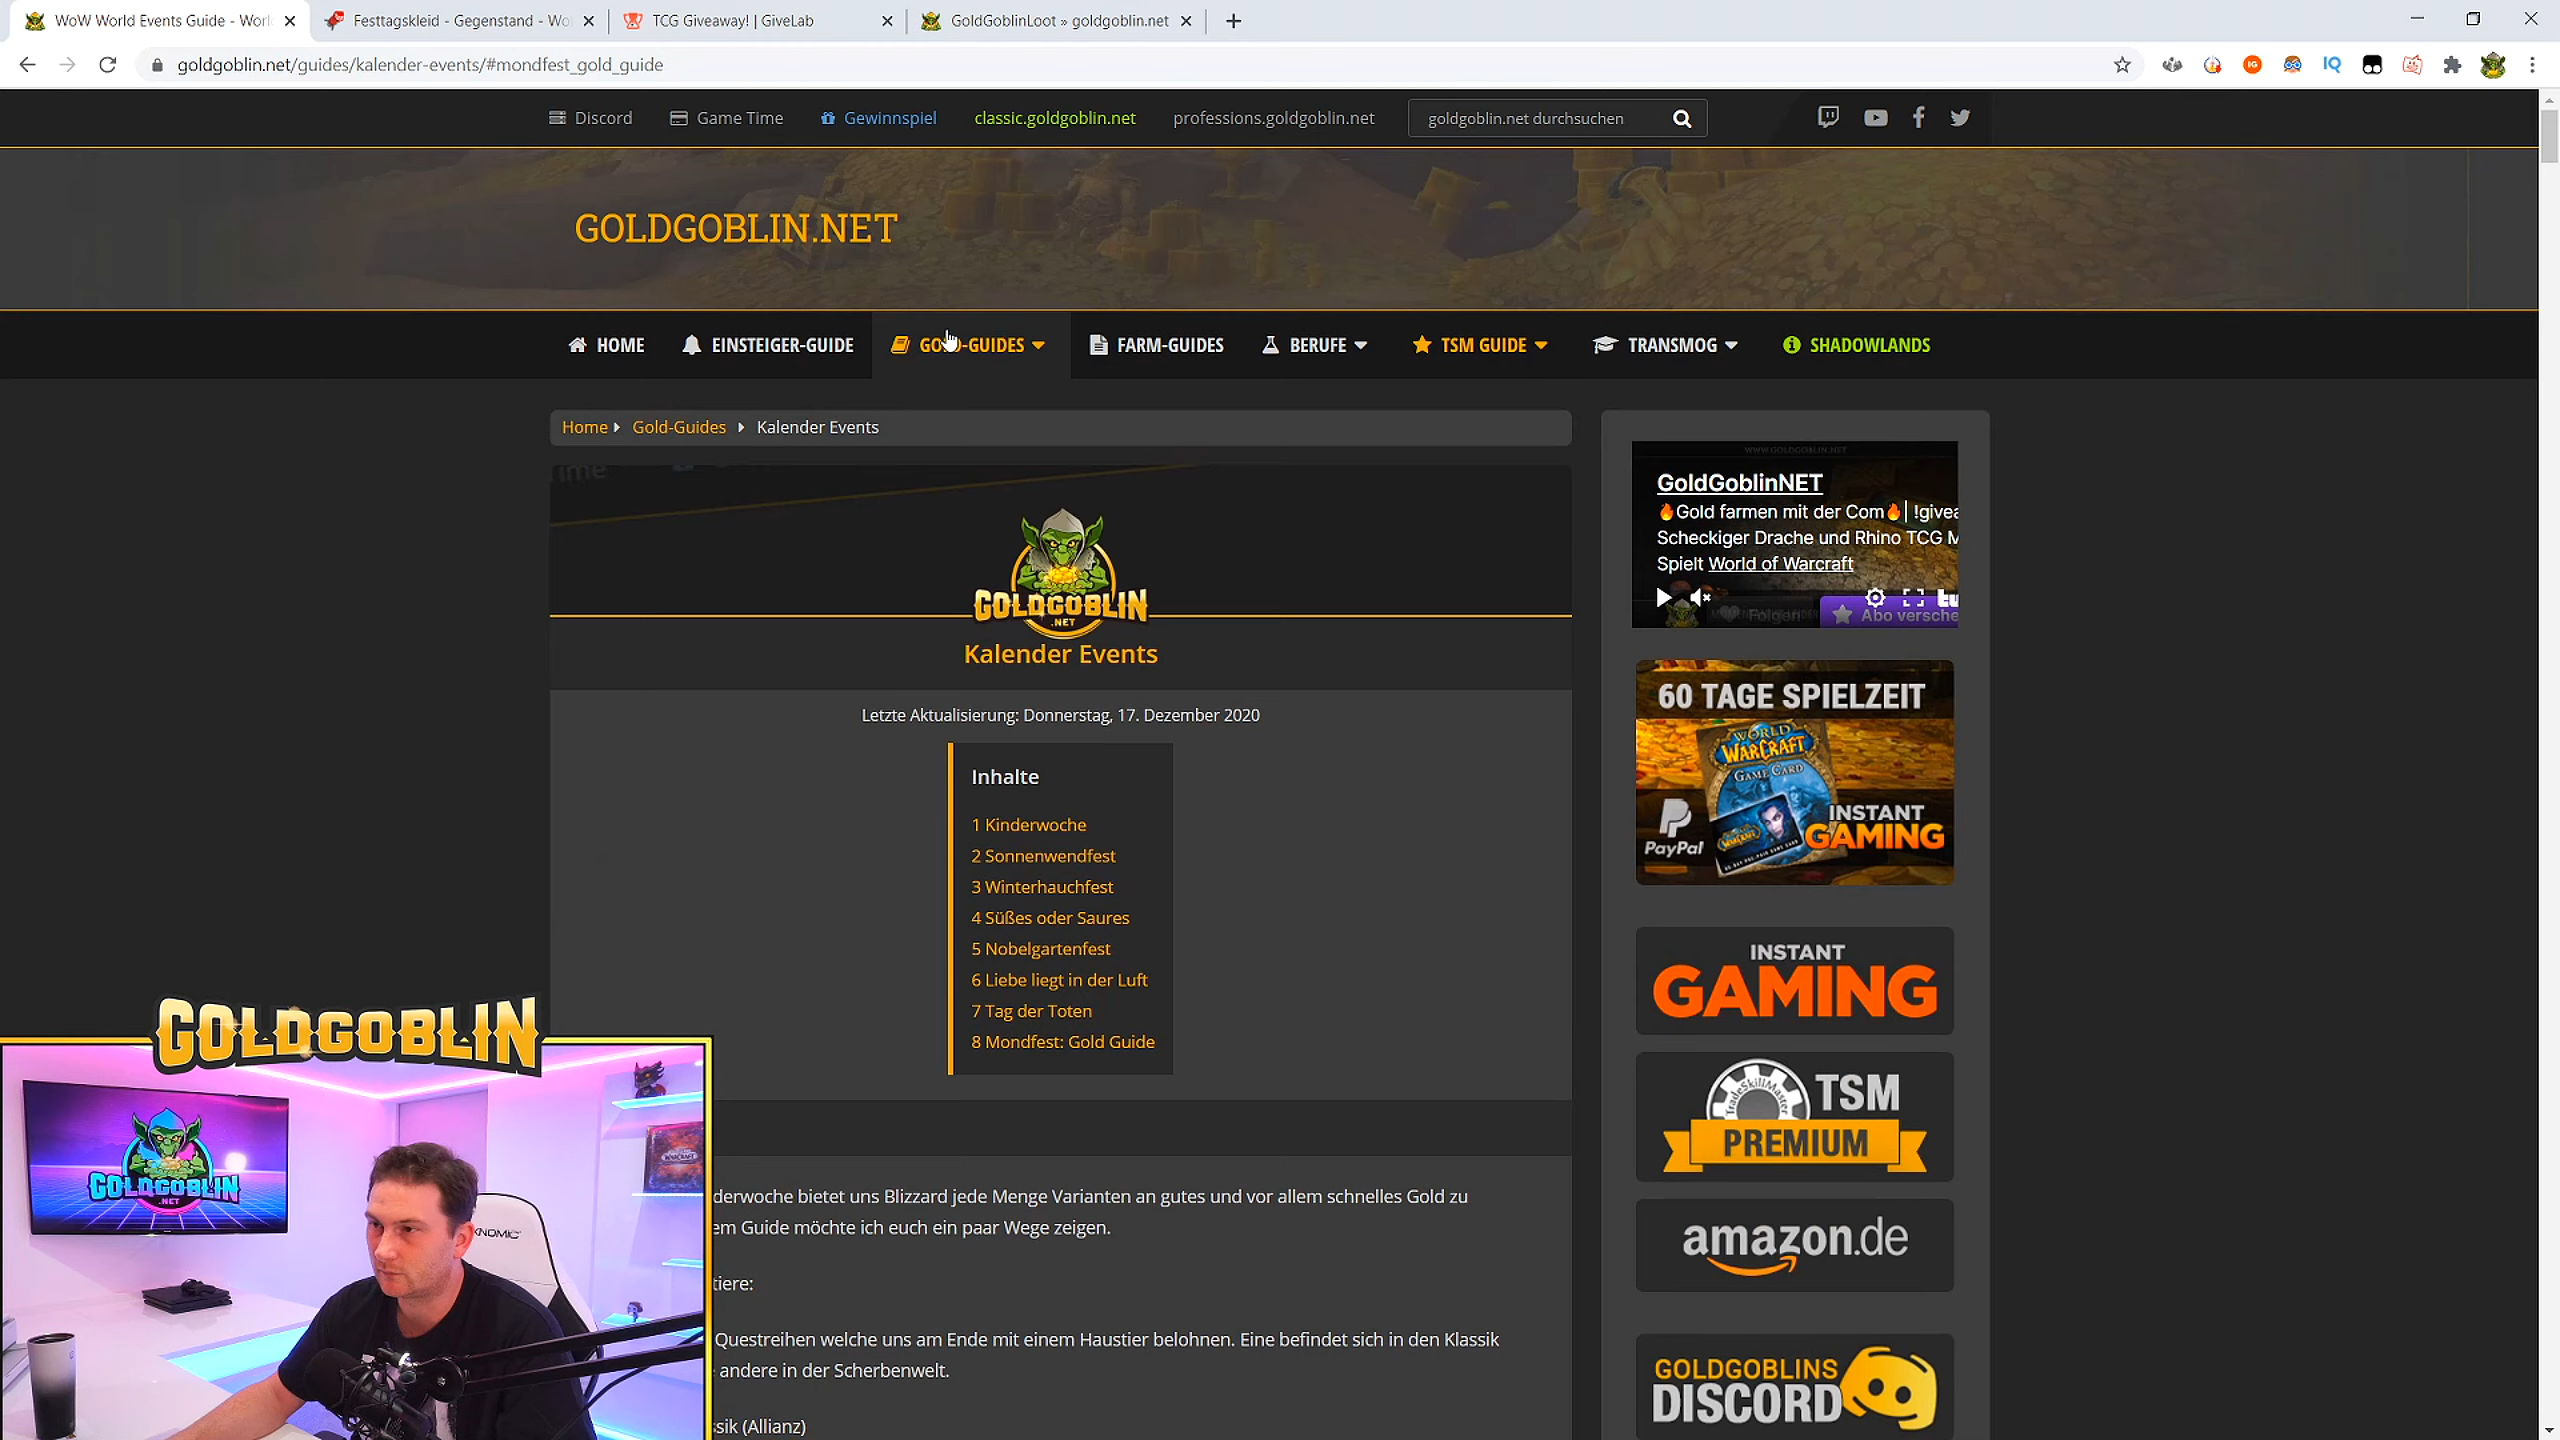 WoW World Events Guide - Worl
Festtagskleid - Gegenstand - Wo
TCG Giveaway! | GiveLab
GoldGoblinLoot » goldgoblin.net
goldgoblin.net/guides/kalender-events/#mondfest_gold_guide
Discord
Game Time
Gewinnspiel
classic.goldgoblin.net
professions.goldgoblin.net
goldgoblin.net durchsuchen
GOLDGOBLIN.NET
HOME
EINSTEIGER-GUIDE
GOLD-GUIDES
FARM-GUIDES
BERUFE
TSM GUIDE
TRANSMOG
SHADOWLANDS
Home
Gold-Guides
Kalender Events
GOLDGOBLIN
.NET
Kalender Events
Letzte Aktualisierung: Donnerstag, 17. Dezember 2020
Inhalte
1 Kinderwoche
2 Sonnenwendfest
3 Winterhauchfest
4 Süßes oder Saures
5 Nobelgartenfest
6 Liebe liegt in der Luft
7 Tag der Toten
8 Mondfest: Gold Guide
derwoche bietet uns Blizzard jede Menge Varianten an gutes und vor allem schnelles Gold zu
em Guide möchte ich euch ein paar Wege zeigen.
tiere:
Questreihen welche uns am Ende mit einem Haustier belohnen. Eine befindet sich in den Klassik
andere in der Scherbenwelt.
sik (Allianz)
WWW.GOLDGOBLIN.NET
GoldGoblinNET
🔥Gold farmen mit der Com🔥| !givea
Scheckiger Drache und Rhino TCG M
Spielt World of Warcraft
Folgen
Abo versche
60 TAGE SPIELZEIT
WORLD
WARCRAFT
GAME CARD
PayPal
INSTANT
GAMING
INSTANT
GAMING
TSM
PREMIUM
amazon.de
GOLDGOBLINS
DISCORD
GOLDGOBLIN
GOLDGOBLIN
.NET
KNOMIC
WARCRAFT